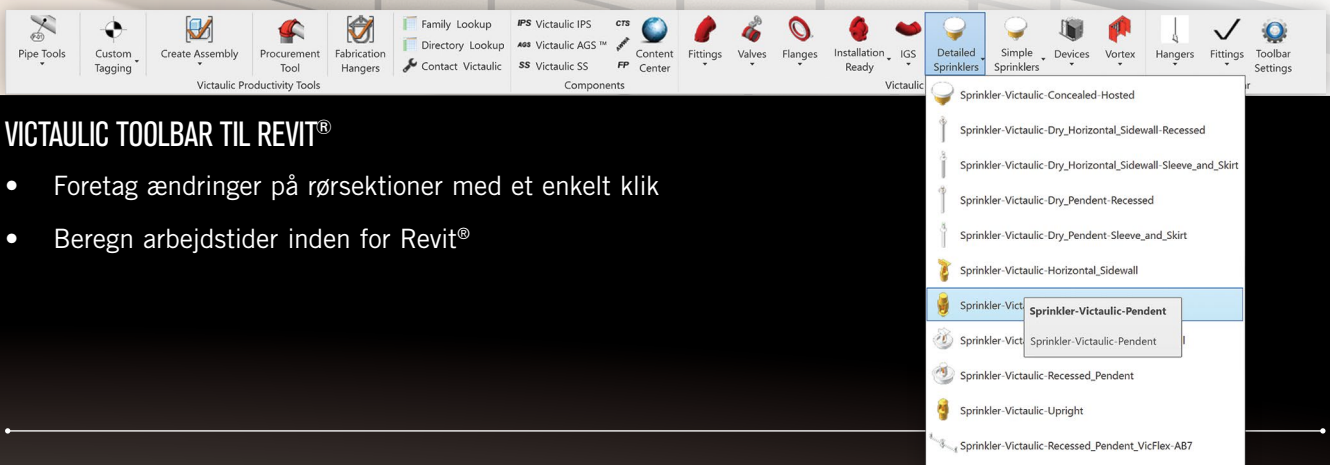 Pipe Tools
Custom
Tagging
Create Assembly
Procurement
Tool
Fabrication
Hangers
Family Lookup
Directory Lookup
Contact Victaulic
Victaulic Productivity Tools
IPS Victaulic IPS
AGS Victaulic AGS ™
SS Victaulic SS
CTS
FP
Content
Center
Components
Fittings
Valves
Flanges
Installation
Ready
IGS
Detailed
Sprinklers
Simple
Sprinklers
Devices
Vortex
Victaulic
Hangers
Fittings
Toolbar
Settings
Sprinkler-Victaulic-Concealed-Hosted
Sprinkler-Victaulic-Dry_Horizontal_Sidewall-Recessed
Sprinkler-Victaulic-Dry_Horizontal_Sidewall-Sleeve_and_Skirt
Sprinkler-Victaulic-Dry_Pendent-Recessed
Sprinkler-Victaulic-Dry_Pendent-Sleeve_and_Skirt
Sprinkler-Victaulic-Horizontal_Sidewall
Sprinkler-Vict
Sprinkler-Victaulic-Pendent
Sprinkler-Victaulic-Pendent
Sprinkler-Vict
Sprinkler-Victaulic-Recessed_Pendent
Sprinkler-Victaulic-Upright
Sprinkler-Victaulic-Recessed_Pendent_VicFlex-AB7
VICTAULIC TOOLBAR TIL REVIT®
• Foretag ændringer på rørsektioner med et enkelt klik
• Beregn arbejdstider inden for Revit®